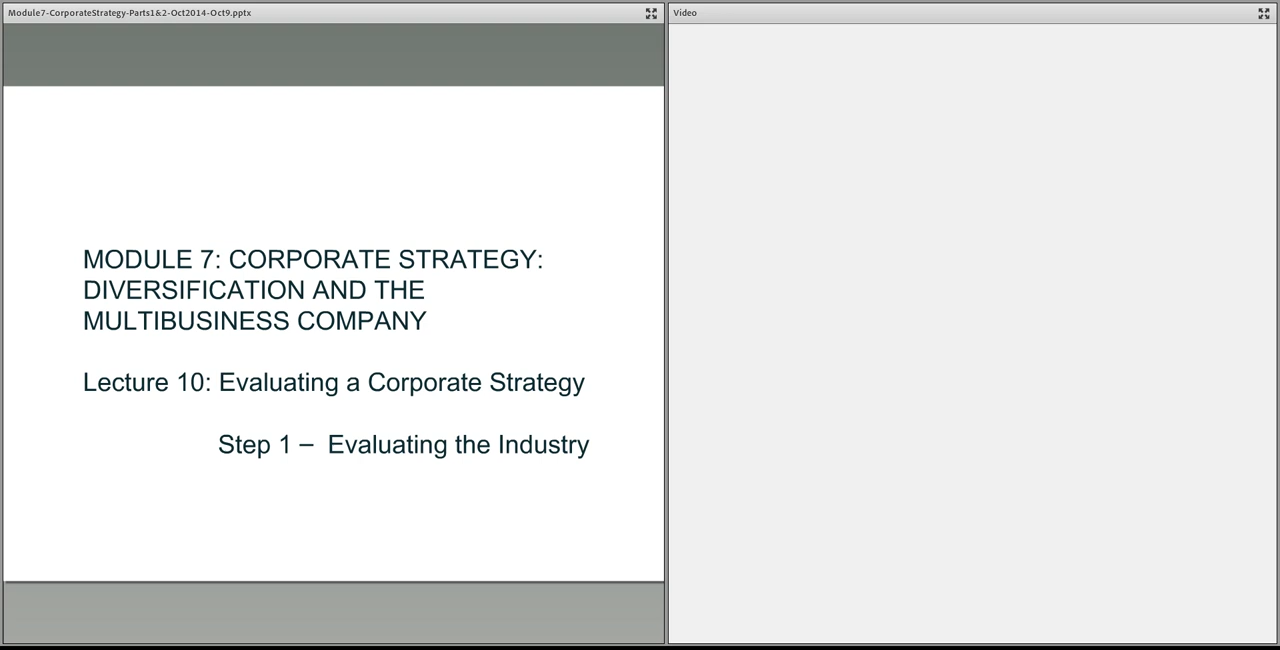 Module7-CorporateStrategy-Parts1&2-Oct2014-Oct9.pptx
Video
MODULE 7: CORPORATE STRATEGY:
DIVERSIFICATION AND THE
MULTIBUSINESS COMPANY
Lecture 10: Evaluating a Corporate Strategy
Step 1 – Evaluating the Industry